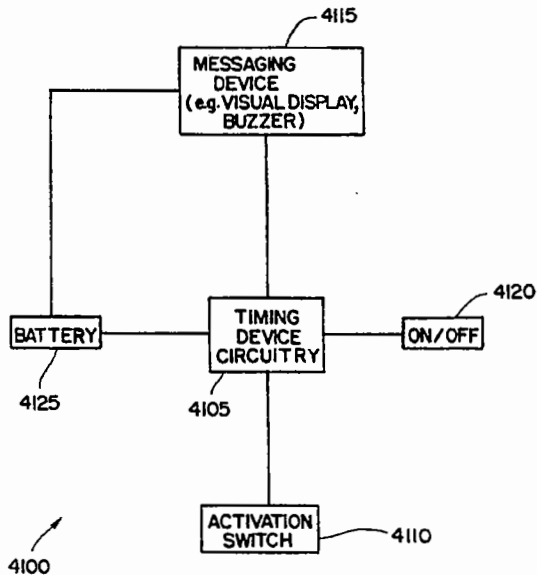 4115
MESSAGING
DEVICE
(e.g. VISUAL DISPLAY,
BUZZER)
4120
BATTERY
TIMING
DEVICE
CIRCUITRY
ON/OFF
4125
4105
ACTIVATION
SWITCH
4110
4100